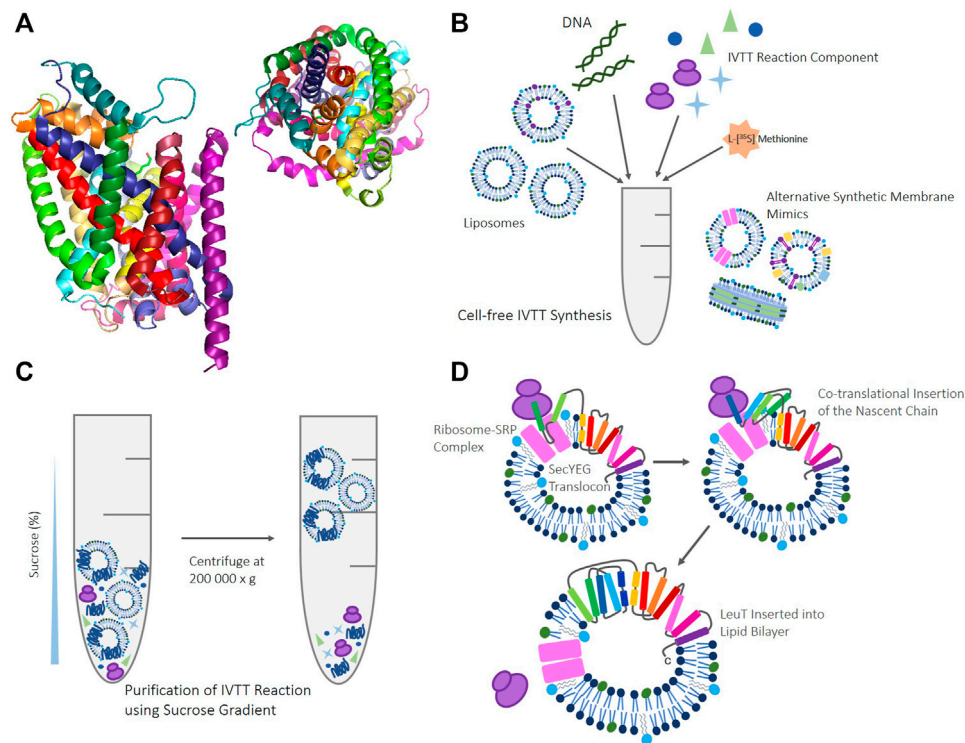 A
B
DNA
IVTT Reaction Component
L-[35S] Methionine
Liposomes
Alternative Synthetic Membrane
Mimics
Cell-free IVTT Synthesis
C
Sucrose (%)
Centrifuge at
200 000 x g
Purification of IVTT Reaction
using Sucrose Gradient
D
Ribosome-SRP
Complex
SecYEG
Translocon
Co-translational Insertion
of the Nascent Chain
LeuT Inserted into
Lipid Bilayer
C